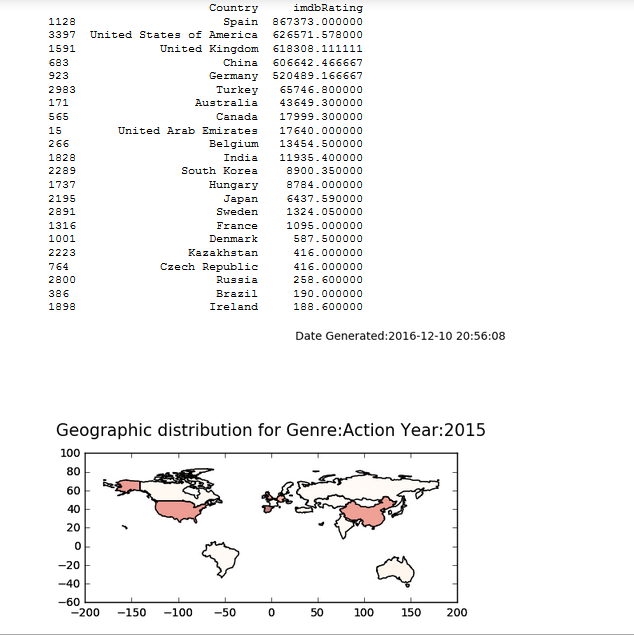 Country imdbRating
1128 Spain 867373.000000
3397 United States of America 626571.578000
1591 United Kingdom 618308.111111
683 China 606642.466667
923 Germany 520489.166667
2983 Turkey 65746.800000
171 Australia 43649.300000
565 Canada 17999.300000
15 United Arab Emirates 17640.000000
266 Belgium 13454.500000
1828 India 11935.400000
2289 South Korea 8900.350000
1737 Hungary 8784.000000
2195 Japan 6437.590000
2891 Sweden 1324.050000
1316 France 1095.000000
1001 Denmark 587.500000
2223 Kazakhstan 416.000000
764 Czech Republic 416.000000
2800 Russia 258.600000
386 Brazil 190.000000
1898 Ireland 188.600000
Date Generated:2016-12-10 20:56:08
Geographic distribution for Genre:Action Year:2015
100
80
60
40
20
0
−20
−40
−60
−200 −150 −100 −50 0 50 100 150 200